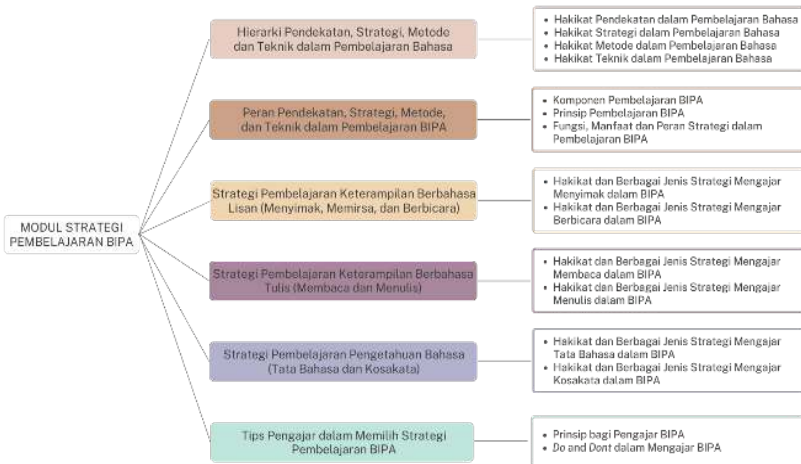 MODUL STRATEGI
PEMBELAJARAN BIPA
Hierarki Pendekatan, Strategi, Metode
dan Teknik dalam Pembelajaran Bahasa
• Hakikat Pendekatan dalam Pembelajaran Bahasa
• Hakikat Strategi dalam Pembelajaran Bahasa
• Hakikat Metode dalam Pembelajaran Bahasa
• Hakikat Teknik dalam Pembelajaran Bahasa
Peran Pendekatan, Strategi, Metode,
dan Teknik dalam Pembelajaran BIPA
• Komponen Pembelajaran BIPA
• Prinsip Pembelajaran BIPA
• Fungsi, Manfaat dan Peran Strategi dalam
Pembelajaran BIPA
Strategi Pembelajaran Keterampilan Berbahasa
Lisan (Menyimak, Memirsa, dan Berbicara)
• Hakikat dan Berbagai Jenis Strategi Mengajar
Menyimak dalam BIPA
• Hakikat dan Berbagai Jenis Strategi Mengajar
Berbicara dalam BIPA
Strategi Pembelajaran Keterampilan Berbahasa
Tulis (Membaca dan Menulis)
• Hakikat dan Berbagai Jenis Strategi Mengajar
Membaca dalam BIPA
• Hakikat dan Berbagai Jenis Strategi Mengajar
Menulis dalam BIPA
Strategi Pembelajaran Pengetahuan Bahasa
(Tata Bahasa dan Kosakata)
• Hakikat dan Berbagai Jenis Strategi Mengajar
Tata Bahasa dalam BIPA
• Hakikat dan Berbagai Jenis Strategi Mengajar
Kosakata dalam BIPA
Tips Pengajar dalam Memilih Strategi
Pembelajaran BIPA
• Prinsip bagi Pengajar BIPA
• Do and Dont dalam Mengajar BIPA